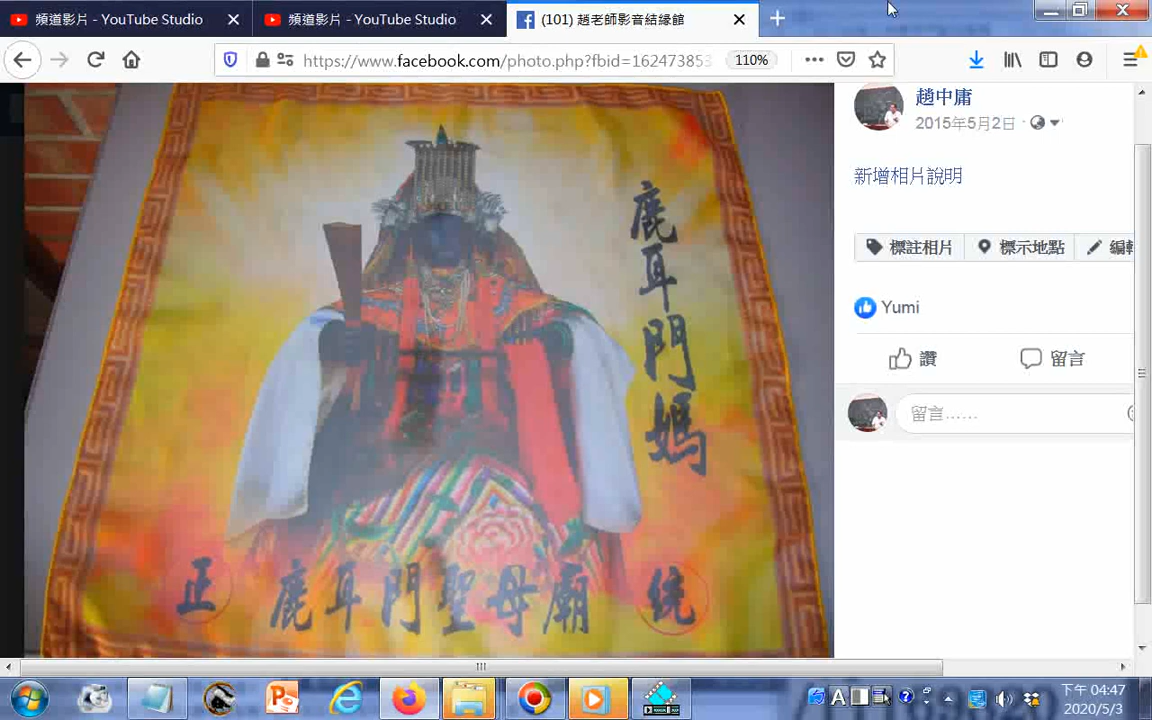 頻道影片 - YouTube Studio
頻道影片 - YouTube Studio
(101) 趙老師影音結緣館
https://www.facebook.com/photo.php?fbid=162473853
110%
趙中庸
2015年5月2日
新增相片說明
標註相片
標示地點
編輯
Yumi
讚
留言
留言......
鹿耳門媽
正
鹿耳門聖母廟
統
下午 04:47
2020/5/3